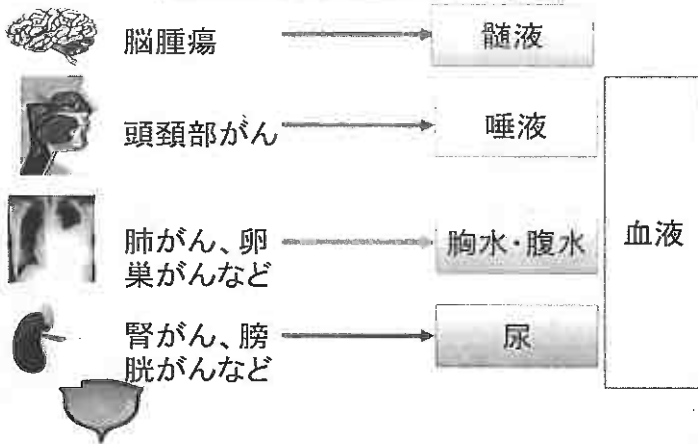 脳腫瘍
髄液
頭頚部がん
唾液
肺がん、卵
巣がんなど
胸水・腹水
血液
腎がん、膀
胱がんなど
尿